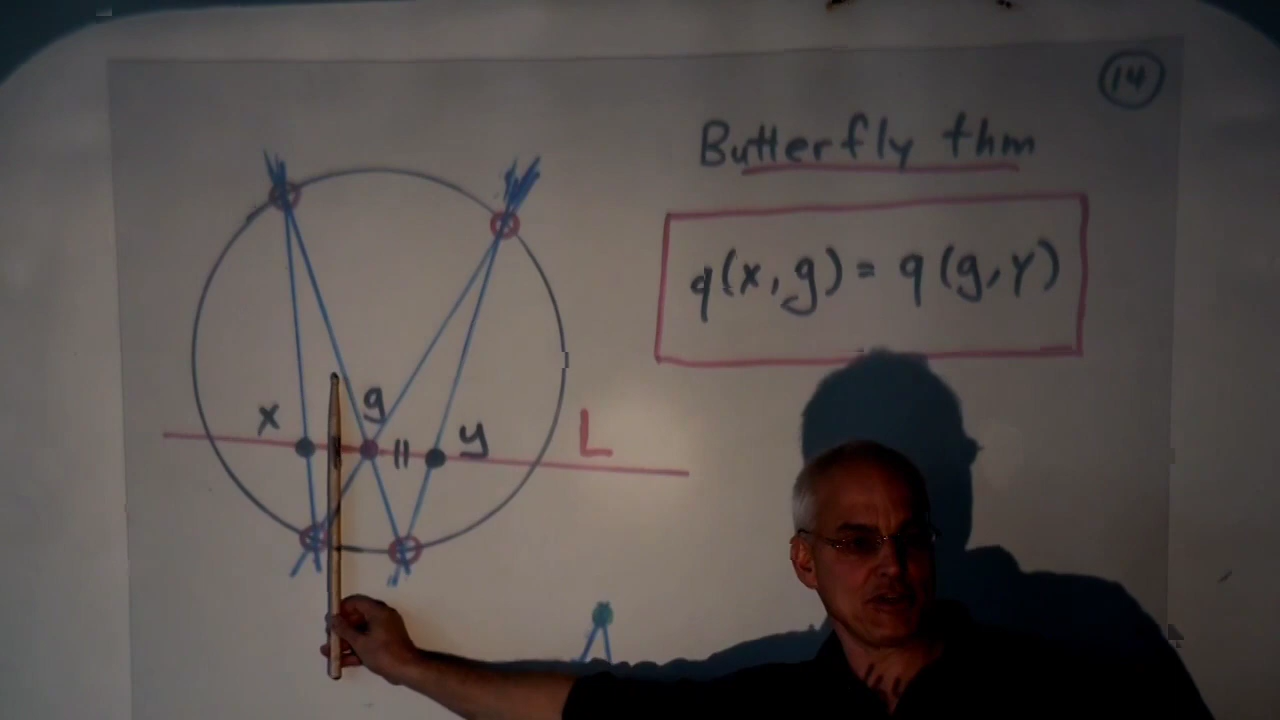 14
Butterfly thm
q(x,g) = q(g,y)
x
g
y
L